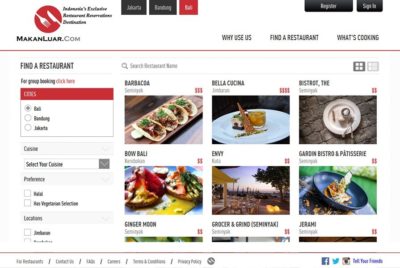 Indonesia's Exclusive
Restaurant Reservations
Destination
MAKANLUAR.COM
Jakarta
Bandung
Bali
Register
Sign In
WHY USE US
FIND A RESTAURANT
WHAT'S COOKING
FIND A RESTAURANT
For group booking click here
CITIES
Bali
Bandung
Jakarta
Cuisine
Select Your Cuisine
Preference
Halal
Has Vegetarian Selection
Locations
Jimbaran
Search Restaurant Name
BARBACOA
Seminyak $$
BELLA CUCINA
Jimbaran $$$$
BISTROT, THE
Seminyak $$
BOW BALI
Kerobokan $$
ENVY
Kuta $$
GARDIN BISTRO & PÂTISSERIE
Seminyak $$
GINGER MOON
Seminyak $$
GROCER & GRIND (SEMINYAK)
Seminyak $$
JERAMI
Seminyak $$
For Restaurants / Contact Us / FAQs / Careers / Terms & Conditions / Privacy Policy
Tell Your Friends